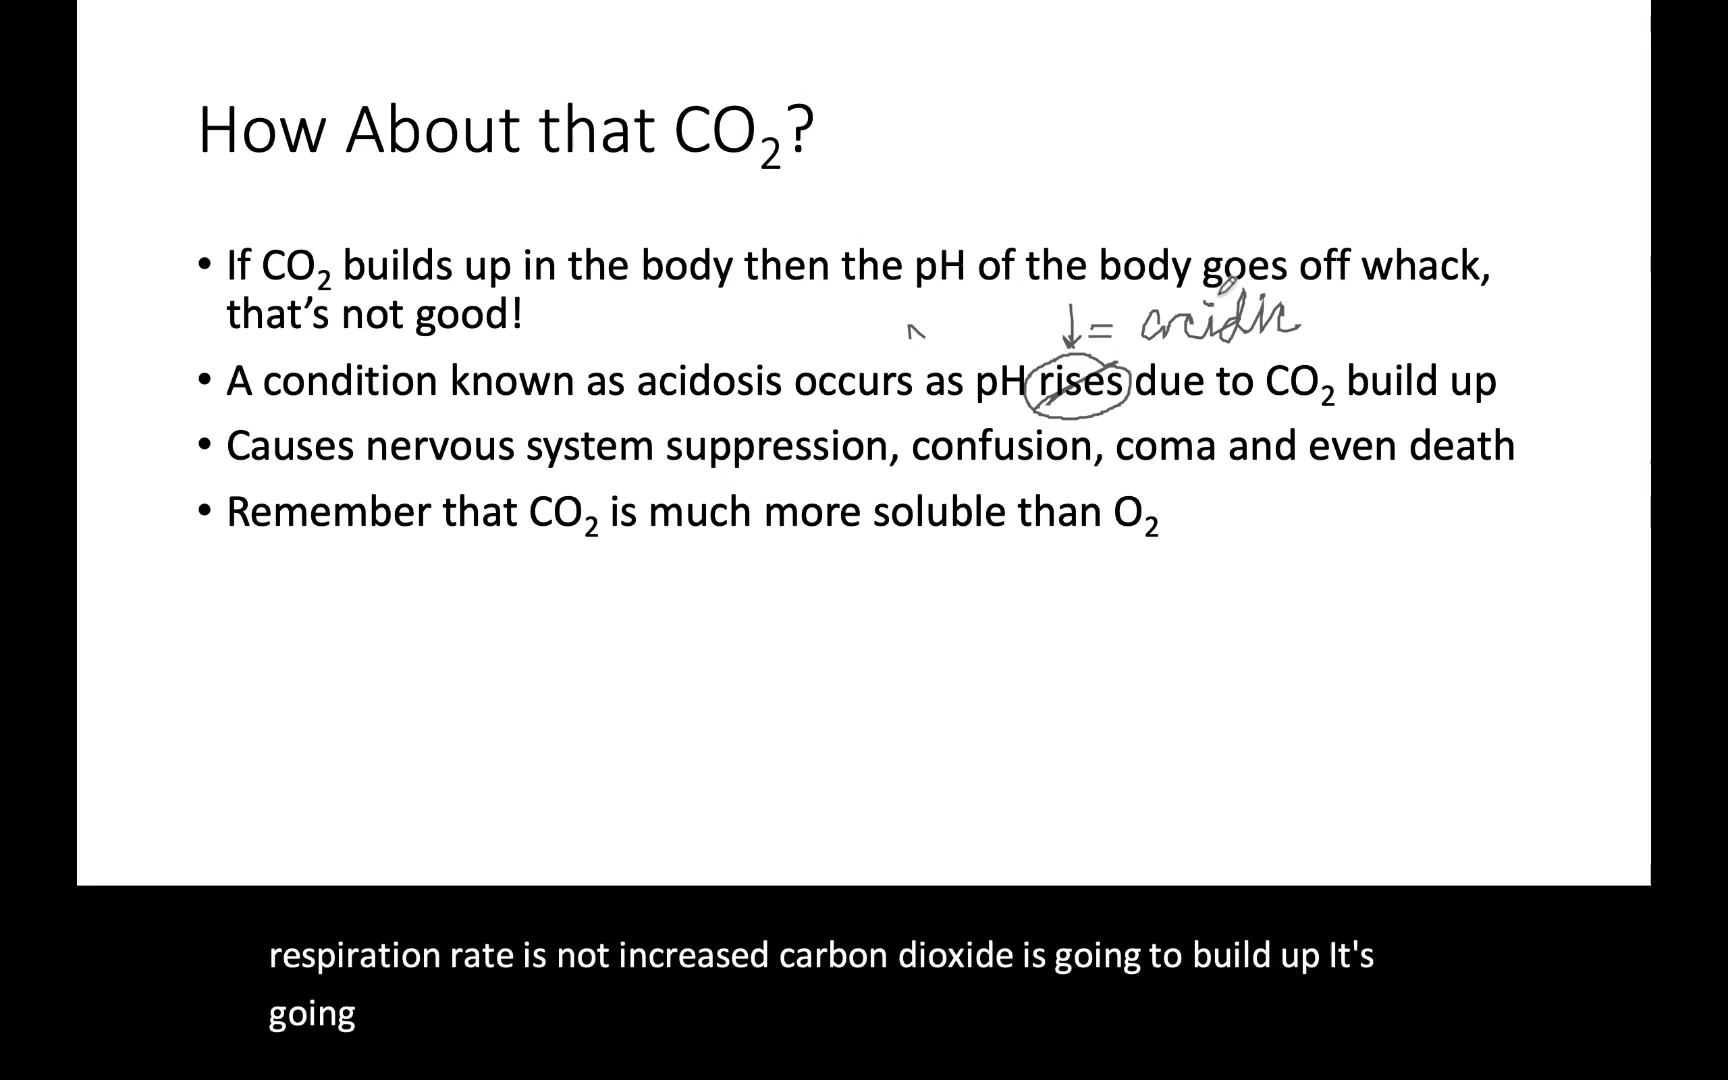 How About that CO₂?
• If CO₂ builds up in the body then the pH of the body goes off whack,
that's not good!
↓ = acidic
• A condition known as acidosis occurs as pH rises due to CO₂ build up
• Causes nervous system suppression, confusion, coma and even death
• Remember that CO₂ is much more soluble than O₂
respiration rate is not increased carbon dioxide is going to build up It's
going